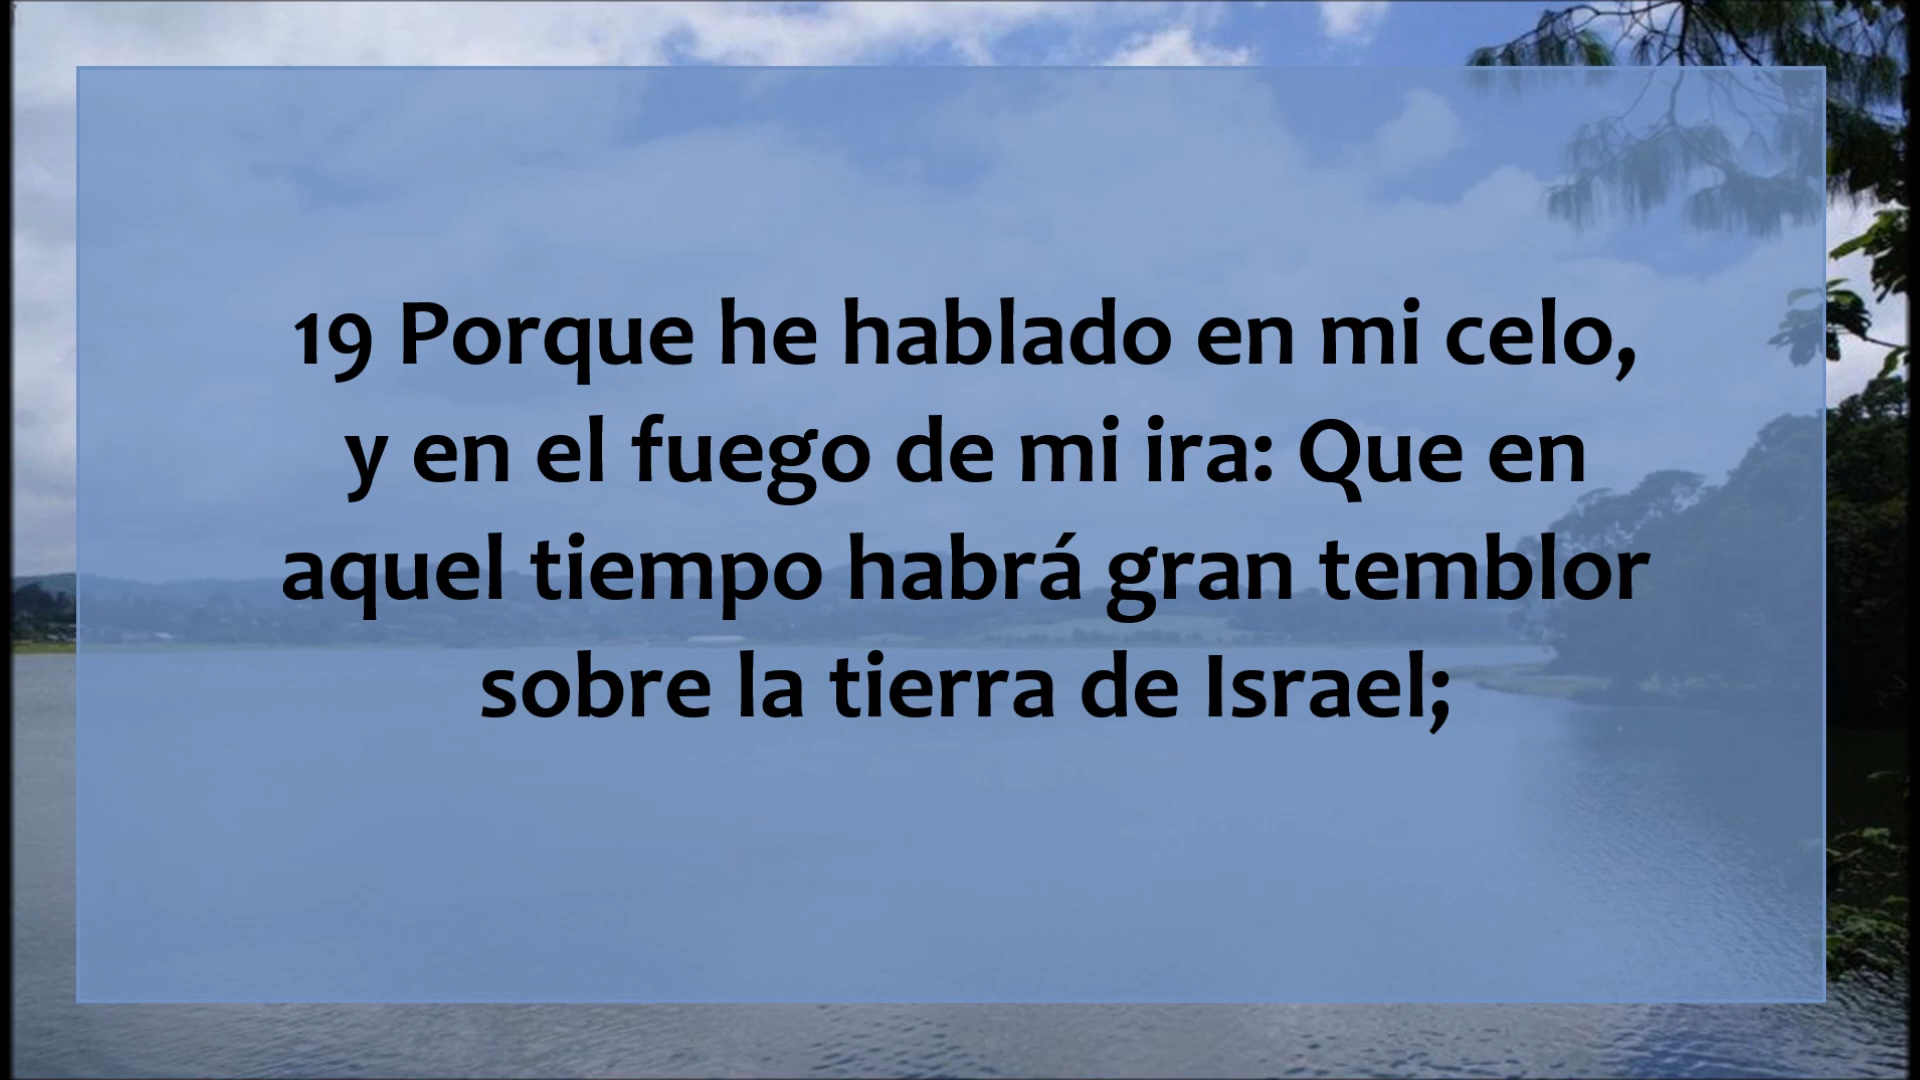 19 Porque he hablado en mi celo,
y en el fuego de mi ira: Que en
aquel tiempo habrá gran temblor
sobre la tierra de Israel;